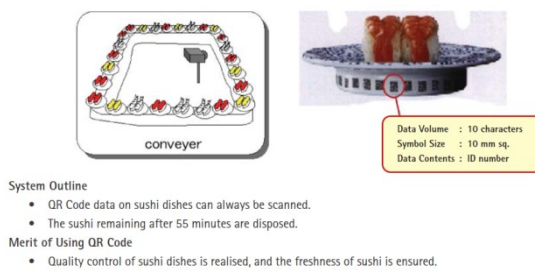 conveyer
Data Volume : 10 characters
Symbol Size : 10 mm sq.
Data Contents : ID number
System Outline
• QR Code data on sushi dishes can always be scanned.
• The sushi remaining after 55 minutes are disposed.
Merit of Using QR Code
• Quality control of sushi dishes is realised, and the freshness of sushi is ensured.